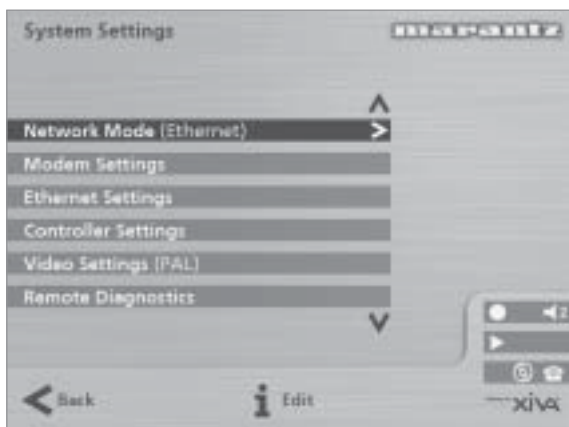 System Settings
marantz
Network Mode (Ethernet)
Modem Settings
Ethernet Settings
Controller Settings
Video Settings (PAL)
Remote Diagnostics
2
Back
Edit
xiva